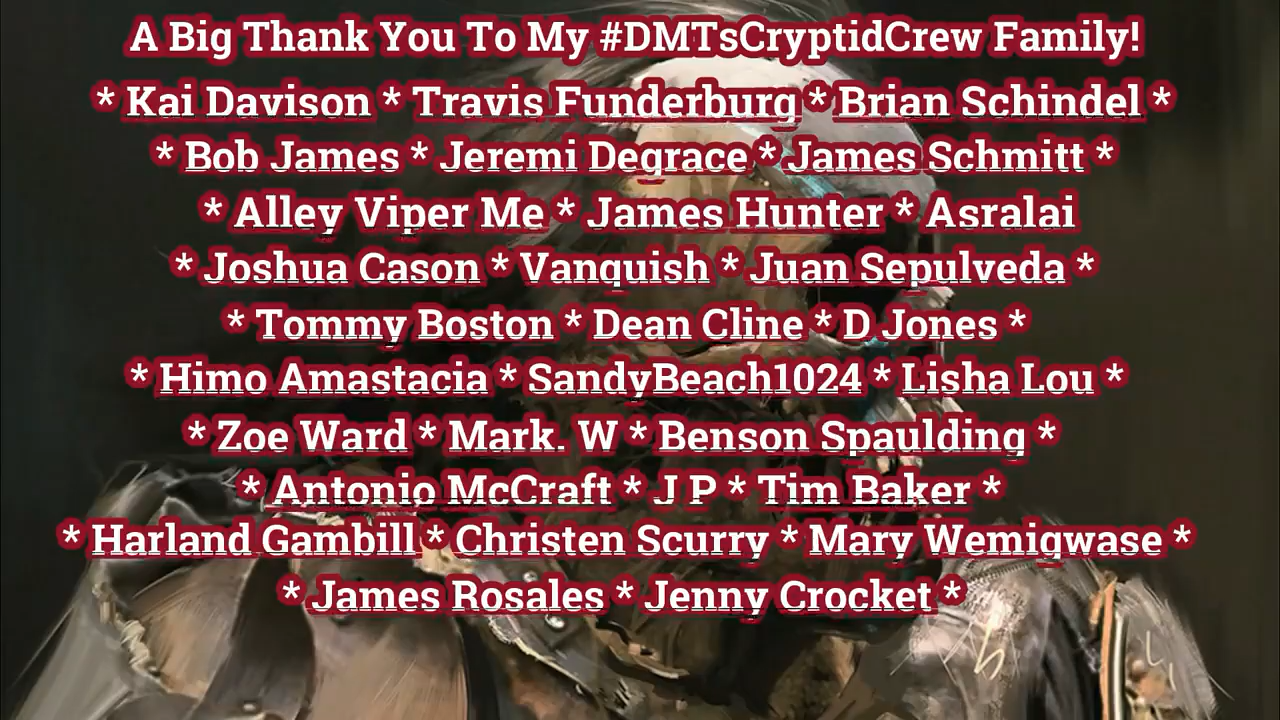 A Big Thank You To My #DMTsCryptidCrew Family!
* Kai Davison * Travis Funderburg * Brian Schindel *
* Bob James * Jeremi Degrace * James Schmitt *
* Alley Viper Me * James Hunter * Asralai
* Joshua Cason * Vanquish * Juan Sepulveda *
* Tommy Boston * Dean Cline * D Jones *
* Himo Amastacia * SandyBeach1024 * Lisha Lou *
* Zoe Ward * Mark. W * Benson Spaulding *
* Antonio McCraft * J P * Tim Baker *
* Harland Gambill * Christen Scurry * Mary Wemigwase *
* James Rosales * Jenny Crocket *